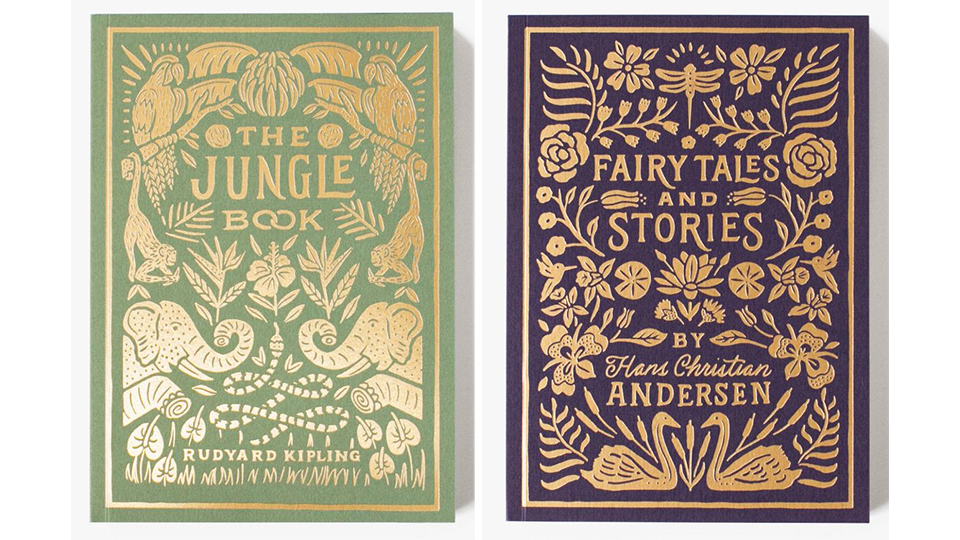 THE
JUNGLE
BOOK
RUDYARD KIPLING
FAIRY TALES
AND
STORIES
BY
Hans Christian
ANDERSEN